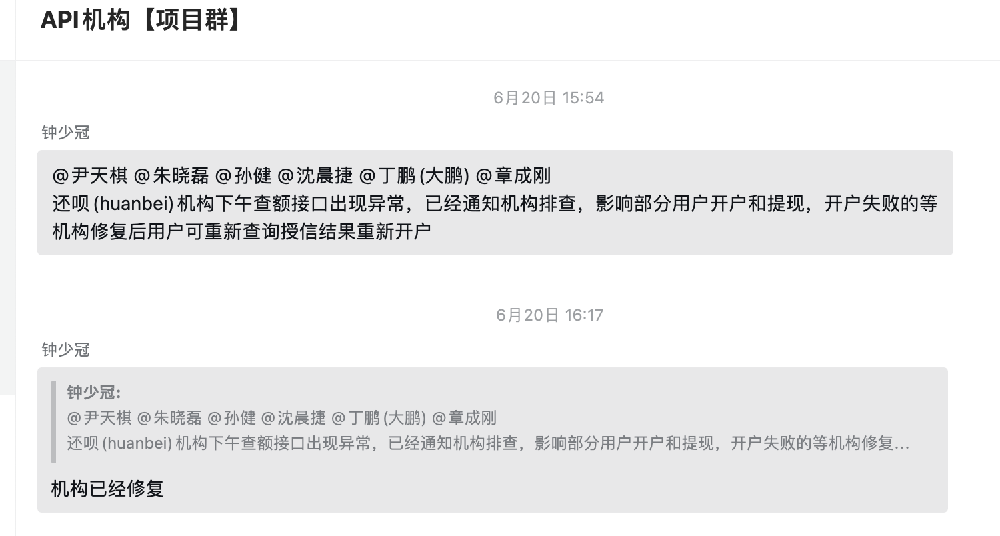 API机构【项目群】
6月20日 15:54
钟少冠
@尹天棋 @朱晓磊 @孙健 @沈晨捷 @丁鹏(大鹏) @章成刚
还呗(huanbei)机构下午查额接口出现异常，已经通知机构排查，影响部分用户开户和提现，开户失败的等
机构修复后用户可重新查询授信结果重新开户
6月20日 16:17
钟少冠
钟少冠:
@尹天棋 @朱晓磊 @孙健 @沈晨捷 @丁鹏(大鹏) @章成刚
还呗(huanbei)机构下午查额接口出现异常，已经通知机构排查，影响部分用户开户和提现，开户失败的等机构修复...
机构已经修复